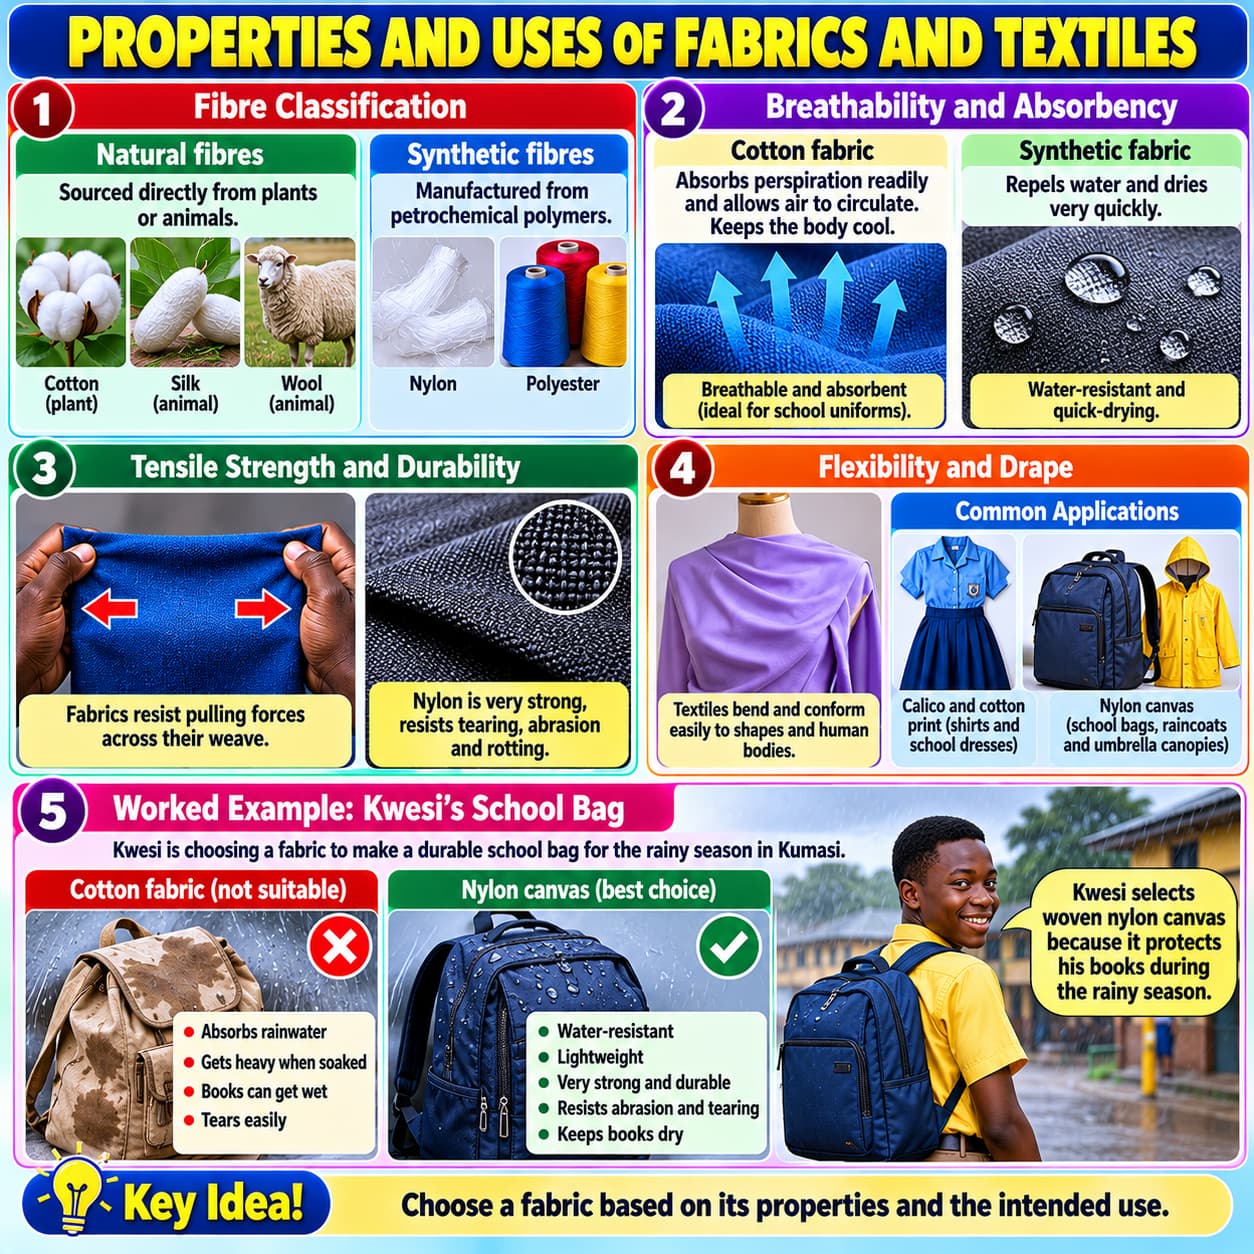 PROPERTIES AND USES OF FABRICS AND TEXTILES
1
Fibre Classification
Natural fibres
Sourced directly from plants
or animals.
Cotton
(plant)
Silk
(animal)
Wool
(animal)
Synthetic fibres
Manufactured from
petrochemical polymers.
Nylon
Polyester
2
Breathability and Absorbency
Cotton fabric
Absorbs perspiration readily
and allows air to circulate.
Keeps the body cool.
Breathable and absorbent
(ideal for school uniforms).
Synthetic fabric
Repels water and dries
very quickly.
Water-resistant and
quick-drying.
3
Tensile Strength and Durability
Fabrics resist pulling forces
across their weave.
Nylon is very strong,
resists tearing, abrasion
and rotting.
4
Flexibility and Drape
Textiles bend and conform
easily to shapes and human
bodies.
Common Applications
Calico and cotton
print (shirts and
school dresses)
Nylon canvas
(school bags, raincoats
and umbrella canopies)
5
Worked Example: Kwesi's School Bag
Kwesi is choosing a fabric to make a durable school bag for the rainy season in Kumasi.
Cotton fabric (not suitable)
Absorbs rainwater
Gets heavy when soaked
Books can get wet
Tears easily
Nylon canvas (best choice)
Water-resistant
Lightweight
Very strong and durable
Resists abrasion and tearing
Keeps books dry
Kwesi selects
woven nylon canvas
because it protects
his books during
the rainy season.
Key Idea!
Choose a fabric based on its properties and the intended use.